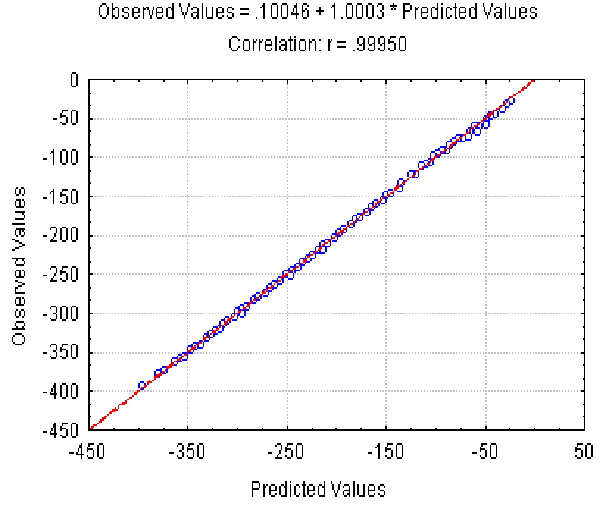 Observed Values = .10046 + 1.0003 * Predicted Values
Correlation: r = .99950
Observed Values
0
-50
-100
-150
-200
-250
-300
-350
-400
-450
-450 -350 -250 -150 -50 50
Predicted Values